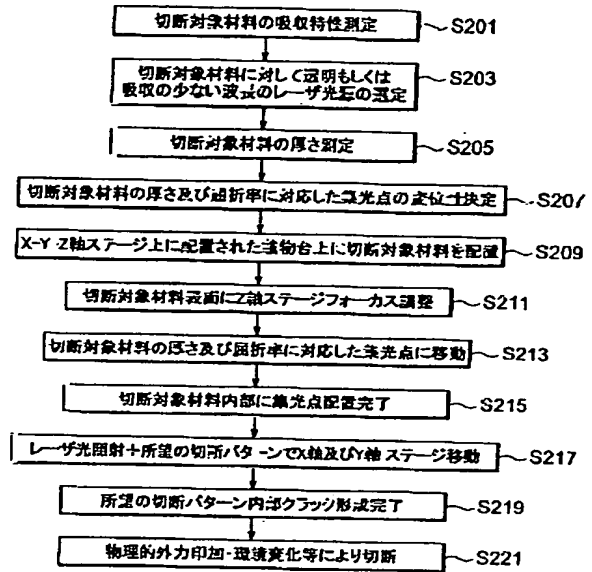 切断対象材料の吸収特性測定
S201
切断対象材料に対して透明もしくは
吸収の少ない波長のレーザ光源の選定
S203
切断対象材料の厚さ測定
S205
切断対象材料の厚さ及び屈折率に対応した集光点の変位量決定
S207
X-Y-Z軸ステージ上に配置された載物台上に切断対象材料を配置
S209
切断対象材料表面にZ軸ステージフォーカス調整
S211
切断対象材料の厚さ及び屈折率に対応した集光点に移動
S213
切断対象材料内部に集光点配置完了
S215
レーザ光照射+所望の切断パターンでX軸及びY軸ステージ移動
S217
所望の切断パターン内部クラック形成完了
S219
物理的外力印加・環境変化等により切断
S221